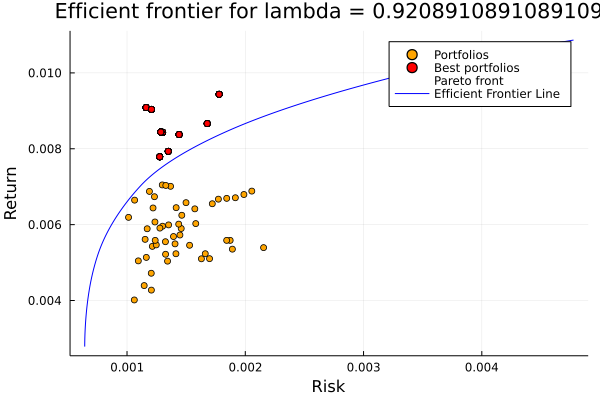 Efficient frontier for lambda = 0.9208910891089109
Portfolios
Best portfolios
Pareto front
Efficient Frontier Line
Return
0.010
0.008
0.006
0.004
0.001
0.002
0.003
0.004
Risk